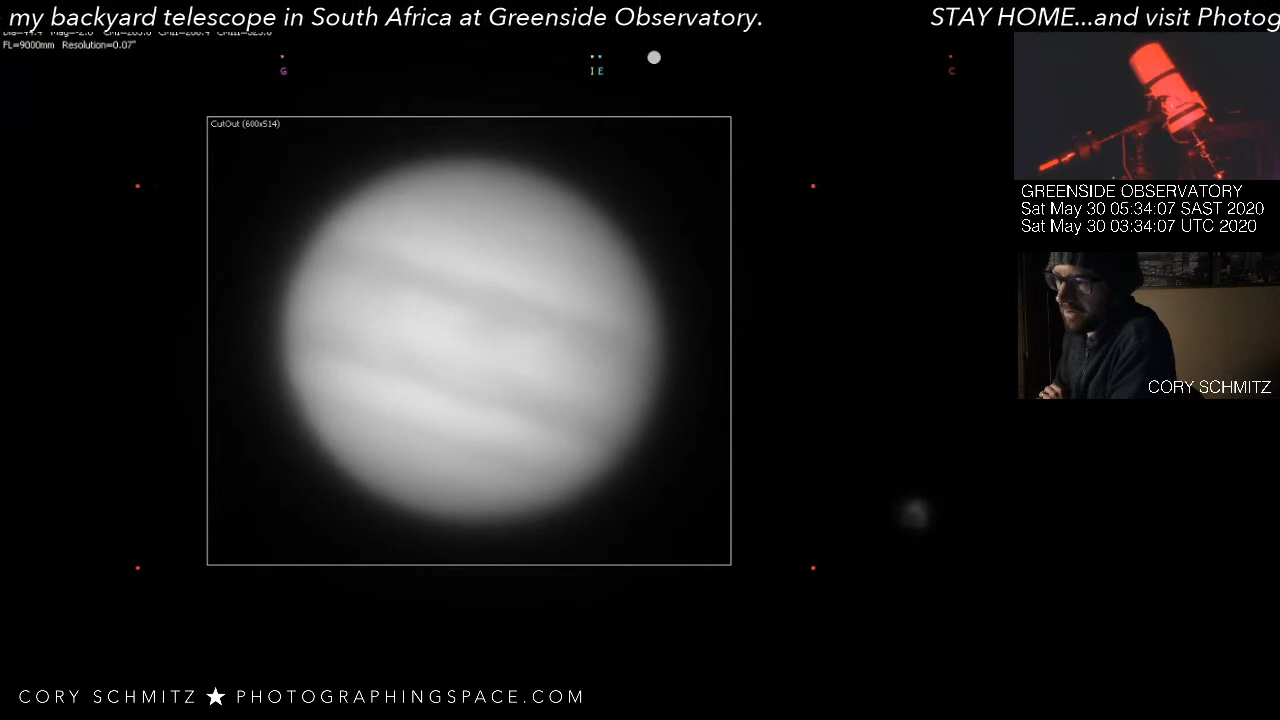 my backyard telescope in South Africa at Greenside Observatory. STAY HOME...and visit Photog
FL=9000mm Resolution=0.07"
G I E C
CutOut (600x514)
GREENSIDE OBSERVATORY
Sat May 30 05:34:07 SAST 2020
Sat May 30 03:34:07 UTC 2020
CORY SCHMITZ
CORY SCHMITZ ★ PHOTOGRAPHINGSPACE.COM